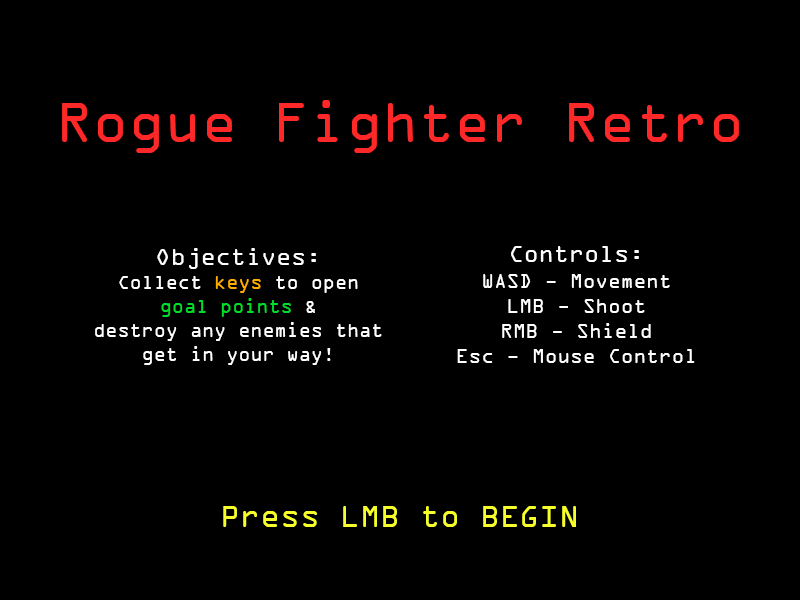 Rogue Fighter Retro
Objectives:
Collect keys to open
goal points &
destroy any enemies that
get in your way!
Controls:
WASD - Movement
LMB - Shoot
RMB - Shield
Esc - Mouse Control
Press LMB to BEGIN